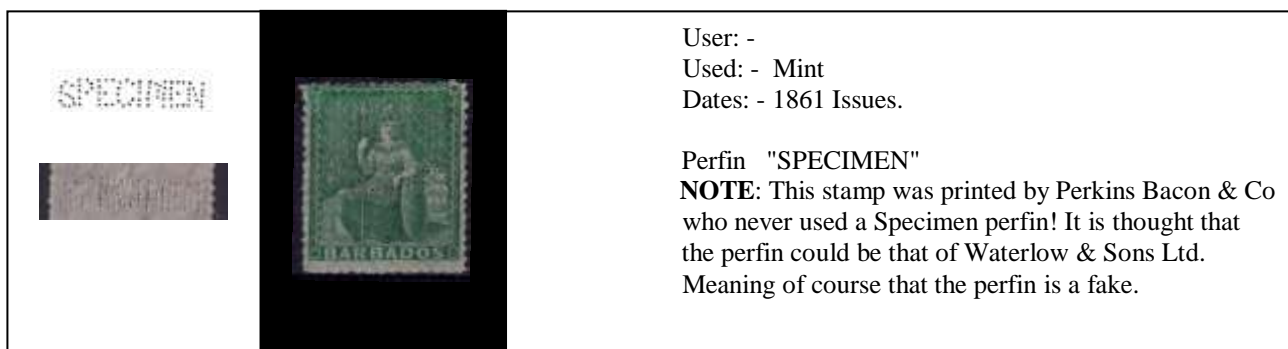 SPECIMEN
BARBADOS
User: -
Used: -  Mint
Dates: - 1861 Issues.
Perfin   "SPECIMEN"
NOTE: This stamp was printed by Perkins Bacon & Co
who never used a Specimen perfin! It is thought that
the perfin could be that of Waterlow & Sons Ltd.
Meaning of course that the perfin is a fake.